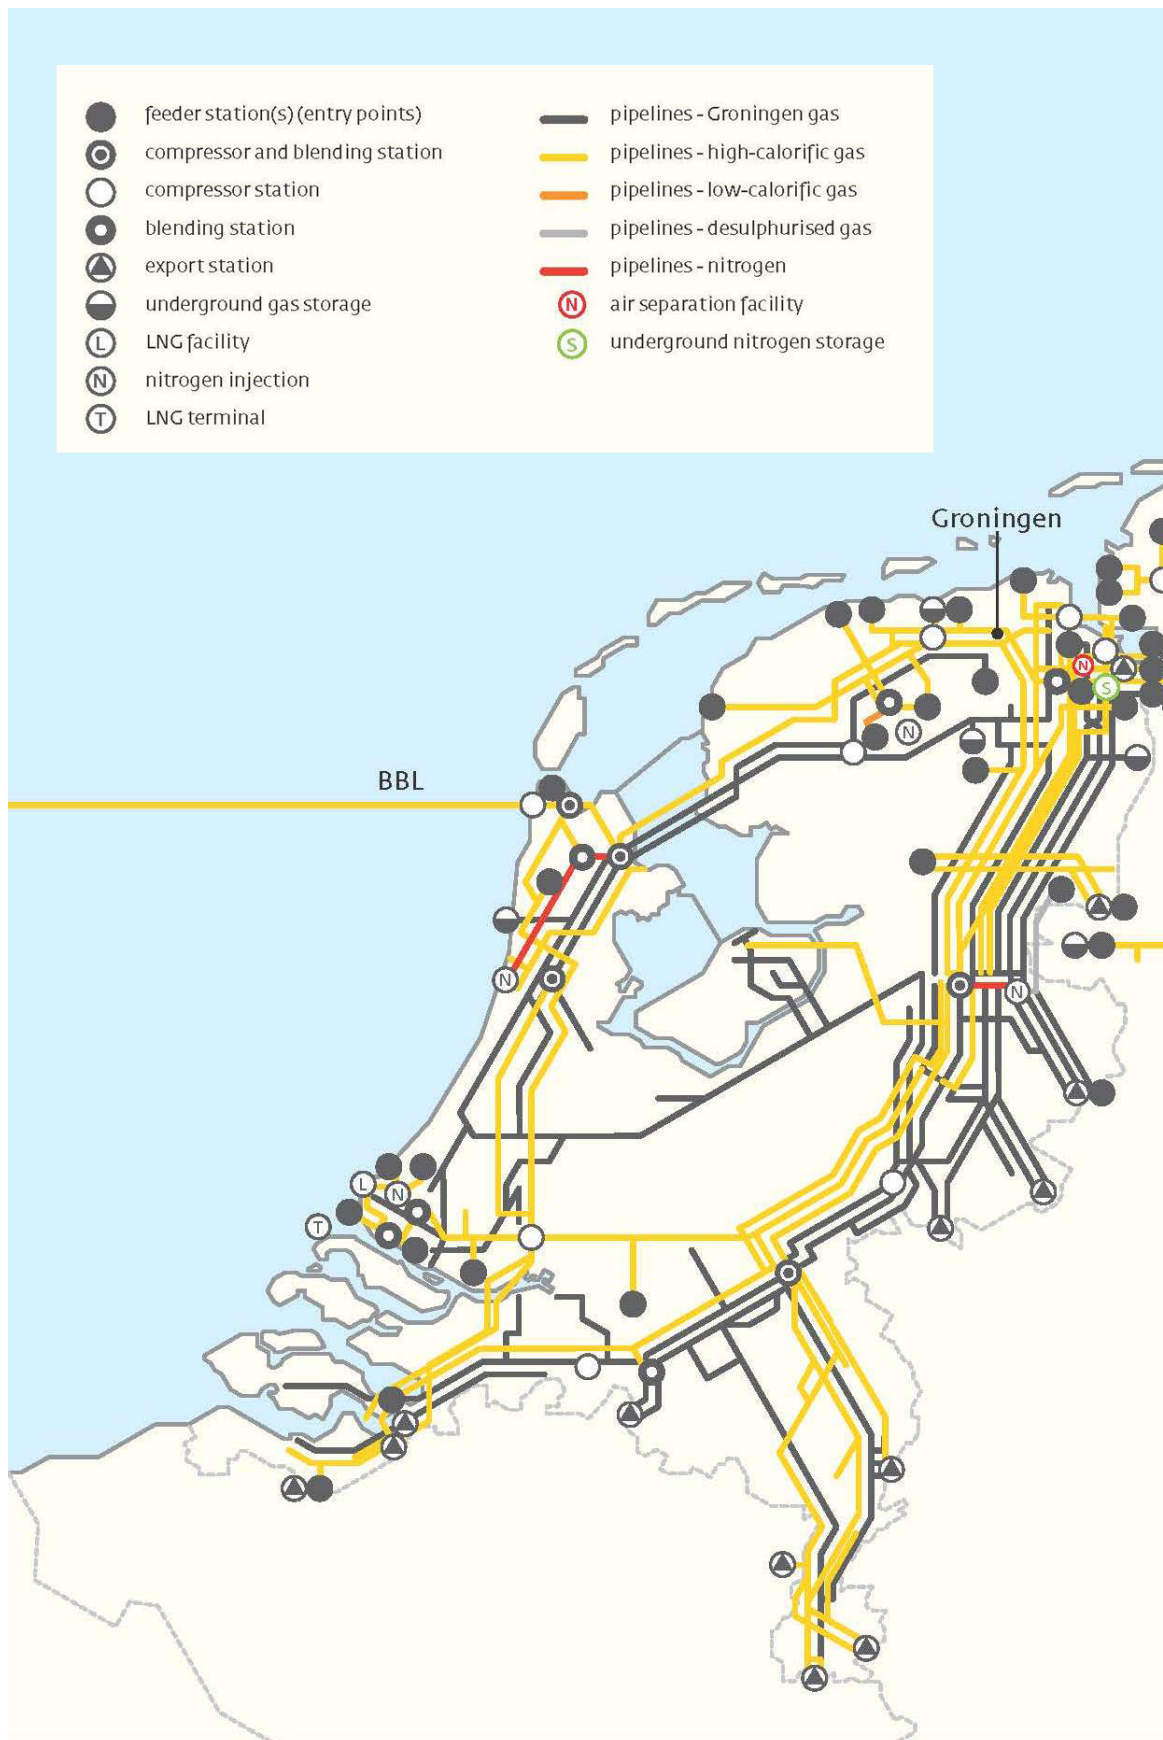 feeder station(s) (entry points)
compressor and blending station
compressor station
blending station
export station
underground gas storage
L LNG facility
N nitrogen injection
T LNG terminal
pipelines - Groningen gas
pipelines - high-calorific gas
pipelines - low-calorific gas
pipelines - desulphurised gas
pipelines - nitrogen
N air separation facility
S underground nitrogen storage
Groningen
N
S
N
BBL
N
N
L
N
T